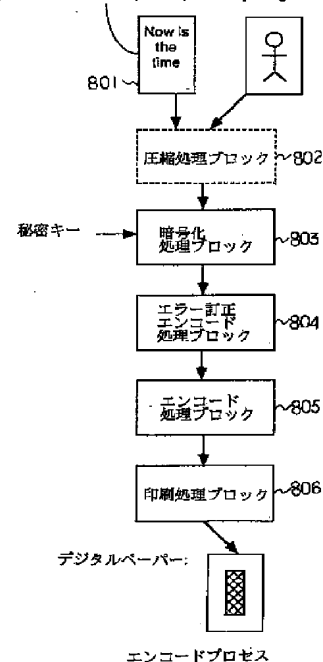 Now is
the
time
801
圧縮処理ブロック
802
秘密キー
暗号化
処理ブロック
803
エラー訂正
エンコード
処理ブロック
804
エンコード
処理ブロック
805
印刷処理ブロック
806
デジタルペーパー:
エンコードプロセス